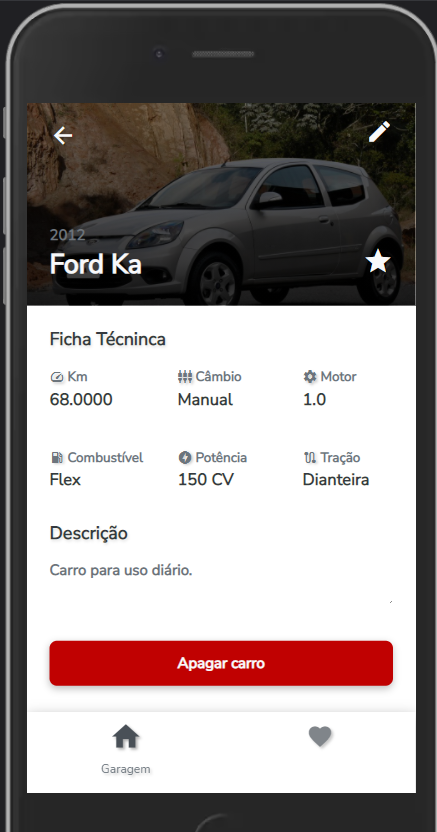 2012
Ford Ka
Ficha Técninca
Km Câmbio Motor
68.0000 Manual 1.0
Combustível Potência Tração
Flex 150 CV Dianteira
Descrição
Carro para uso diário.
Apagar carro
Garagem